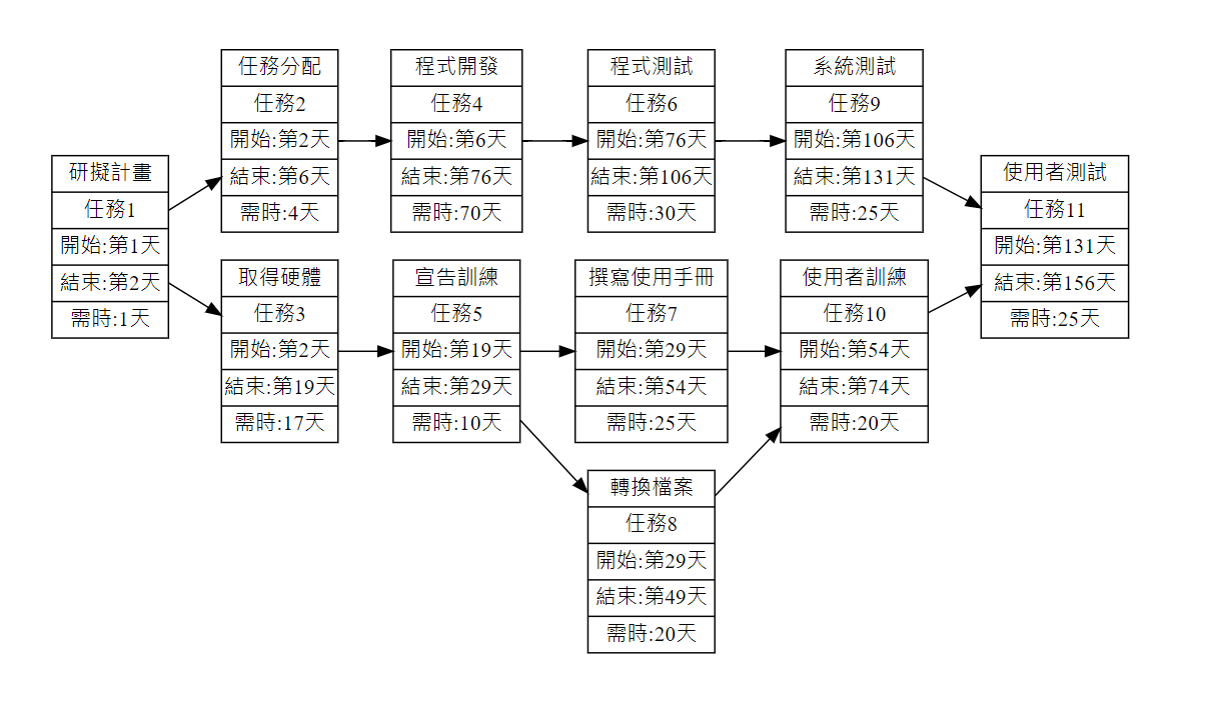 研擬計畫
任務1
開始:第1天
結束:第2天
需時:1天
任務分配
任務2
開始:第2天
結束:第6天
需時:4天
程式開發
任務4
開始:第6天
結束:第76天
需時:70天
程式測試
任務6
開始:第76天
結束:第106天
需時:30天
系統測試
任務9
開始:第106天
結束:第131天
需時:25天
取得硬體
任務3
開始:第2天
結束:第19天
需時:17天
宣告訓練
任務5
開始:第19天
結束:第29天
需時:10天
撰寫使用手冊
任務7
開始:第29天
結束:第54天
需時:25天
轉換檔案
任務8
開始:第29天
結束:第49天
需時:20天
使用者訓練
任務10
開始:第54天
結束:第74天
需時:20天
使用者測試
任務11
開始:第131天
結束:第156天
需時:25天